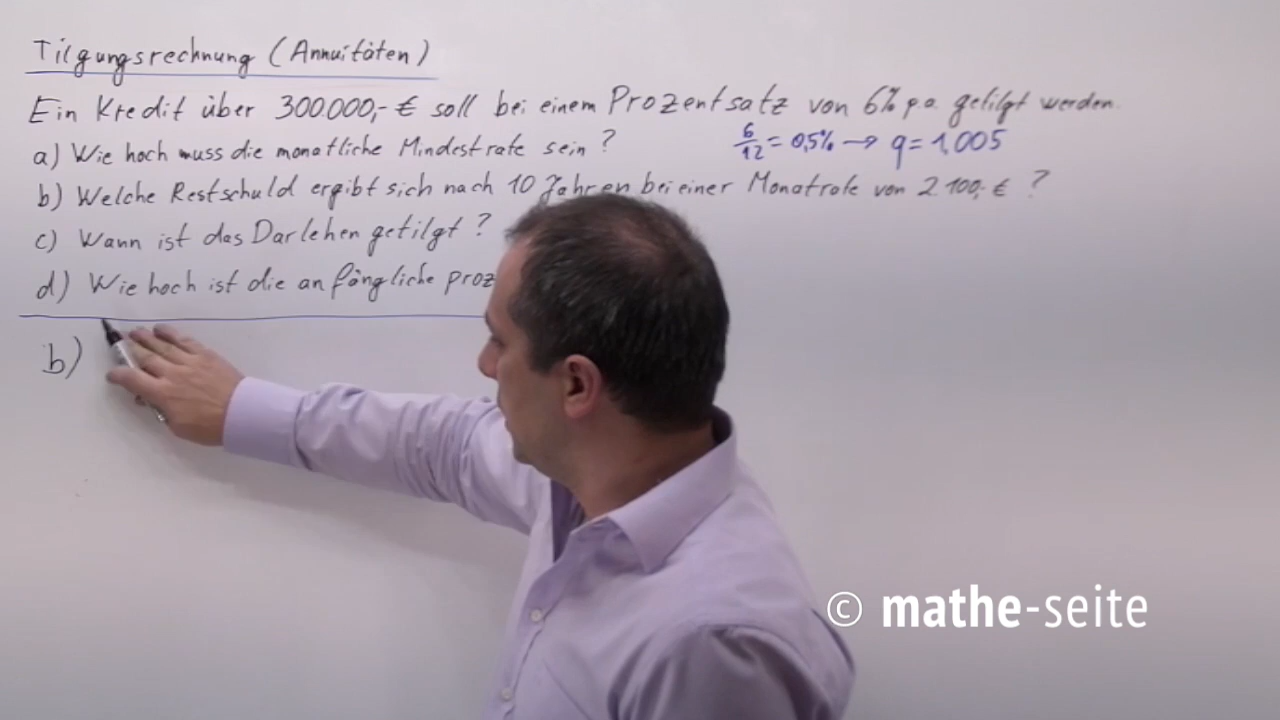 Tilgungsrechnung (Annuitäten)
Ein Kredit über 300.000,- € soll bei einem Prozentsatz von 6% p.a. getilgt werden.
a) Wie hoch muss die monatliche Mindestrate sein?
6/12 = 0,5% → q = 1,005
b) Welche Restschuld ergibt sich nach 10 Jahren bei einer Monatrate von 2 100,- € ?
c) Wann ist das Darlehen getilgt?
d) Wie hoch ist die anfängliche proz
b)
© mathe-seite